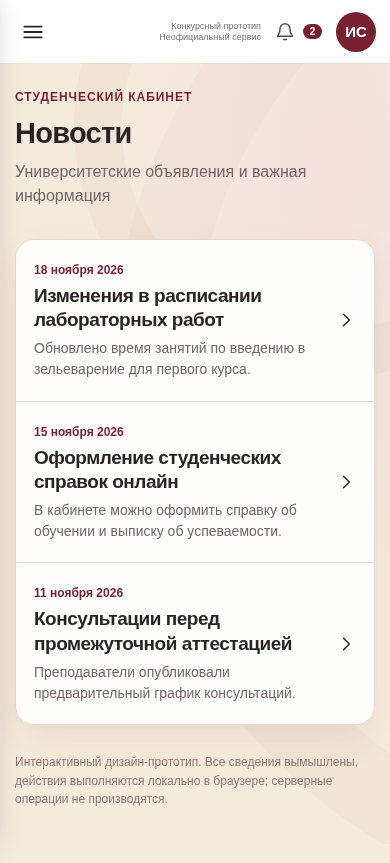 Конкурсный прототип
Неофициальный сервис
2
ИС
СТУДЕНЧЕСКИЙ КАБИНЕТ
Новости
Университетские объявления и важная
информация
18 ноября 2026
Изменения в расписании
лабораторных работ
Обновлено время занятий по введению в
зельеварение для первого курса.
15 ноября 2026
Оформление студенческих
справок онлайн
В кабинете можно оформить справку об
обучении и выписку об успеваемости.
11 ноября 2026
Консультации перед
промежуточной аттестацией
Преподаватели опубликовали
предварительный график консультаций.
Интерактивный дизайн-прототип. Все сведения вымышлены,
действия выполняются локально в браузере; серверные
операции не производятся.